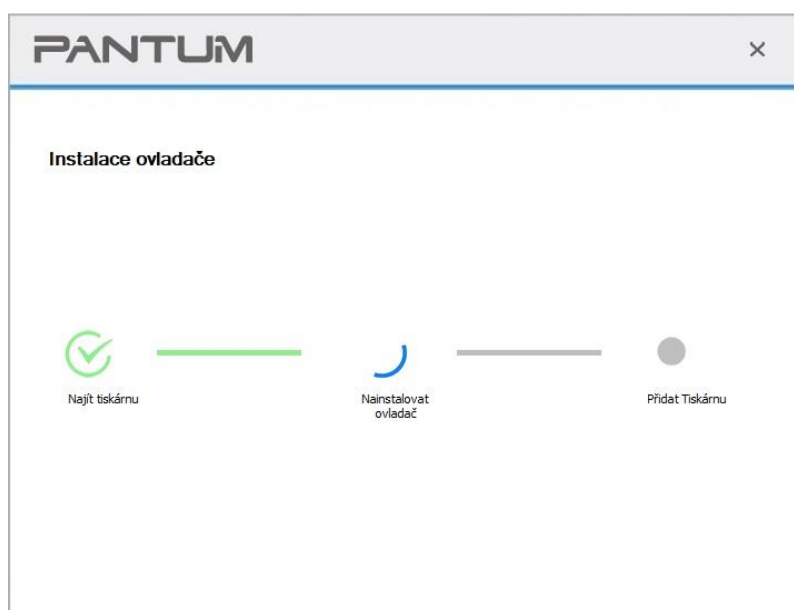 PANTUM
Instalace ovladače
Najít tiskárnu
Nainstalovat
ovladač
Přidat Tiskárnu